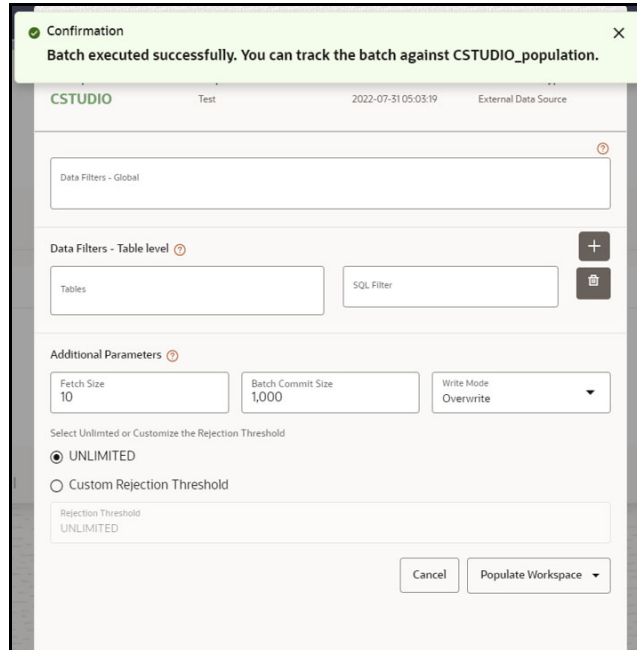 Confirmation
Batch executed successfully. You can track the batch against CSTUDIO_population.
CSTUDIO Test 2022-07-31 05:03:19 External Data Source
Data Filters - Global
Data Filters - Table level
Tables SQL Filter
Additional Parameters
Fetch Size Batch Commit Size Write Mode
10 1,000 Overwrite
Select Unlimted or Customize the Rejection Threshold
UNLIMITED
Custom Rejection Threshold
Rejection Threshold
UNLIMITED
Cancel Populate Workspace